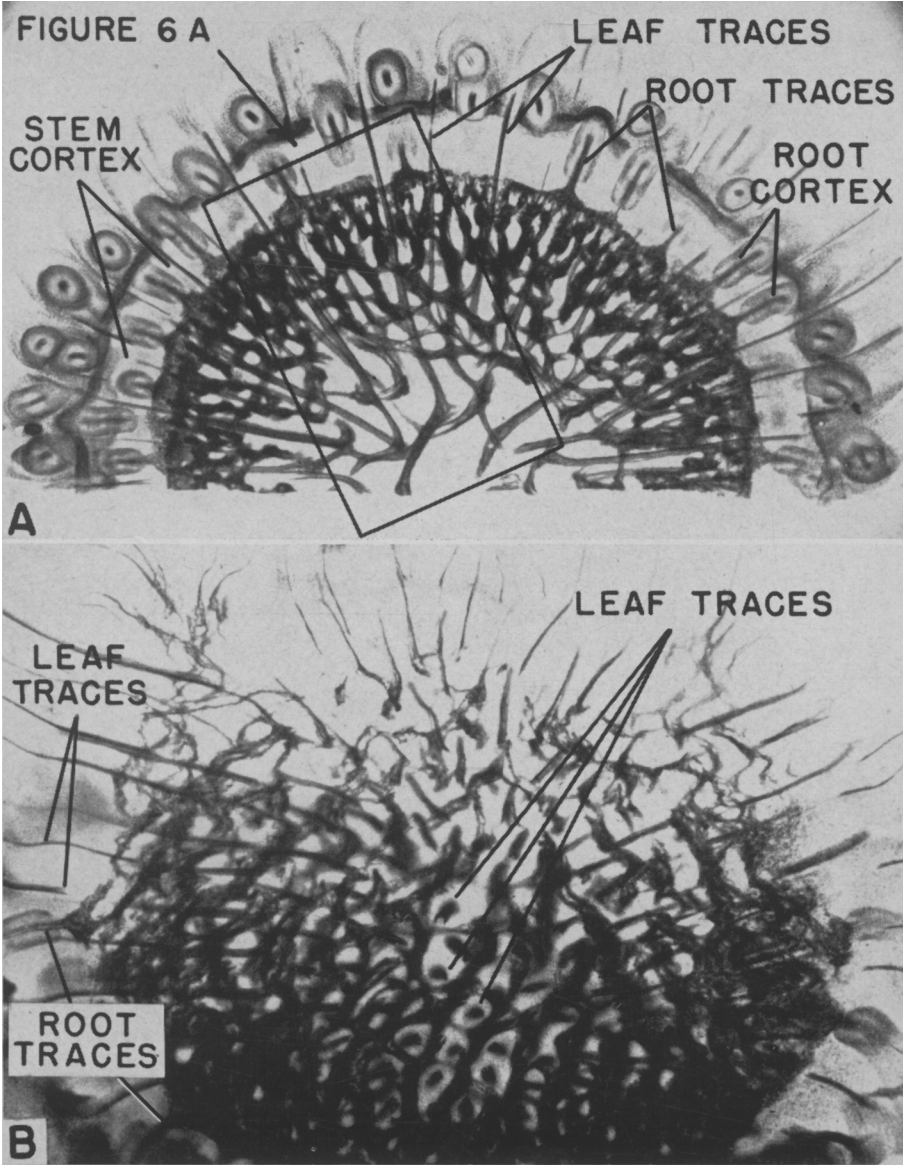 FIGURE 6 A
LEAF TRACES
ROOT TRACES
STEM
CORTEX
ROOT
CORTEX
A
LEAF TRACES
LEAF
TRACES
ROOT
TRACES
B